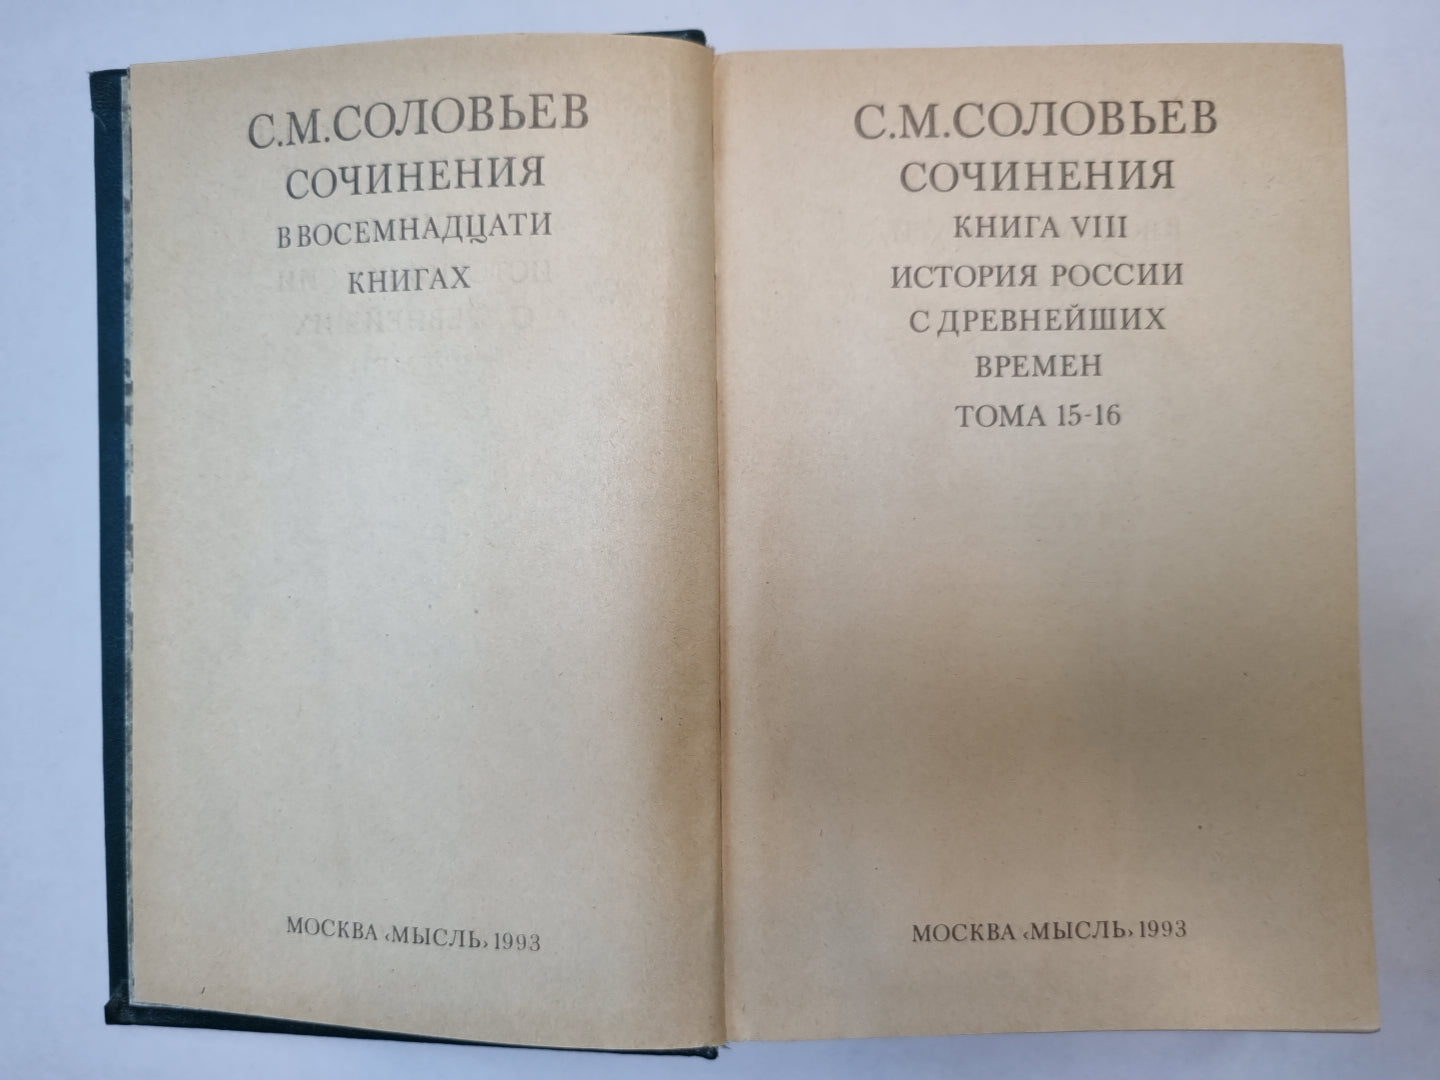 С.М.СОЛОВЬЕВ
СОЧИНЕНИЯ
В ВОСЕМНАДЦАТИ
КНИГАХ
МОСКВА ‹МЫСЛЬ› 1993
С.М.СОЛОВЬЕВ
СОЧИНЕНИЯ
КНИГА VIII
ИСТОРИЯ РОССИИ
С ДРЕВНЕЙШИХ
ВРЕМЕН
ТОМА 15-16
МОСКВА ‹МЫСЛЬ› 1993